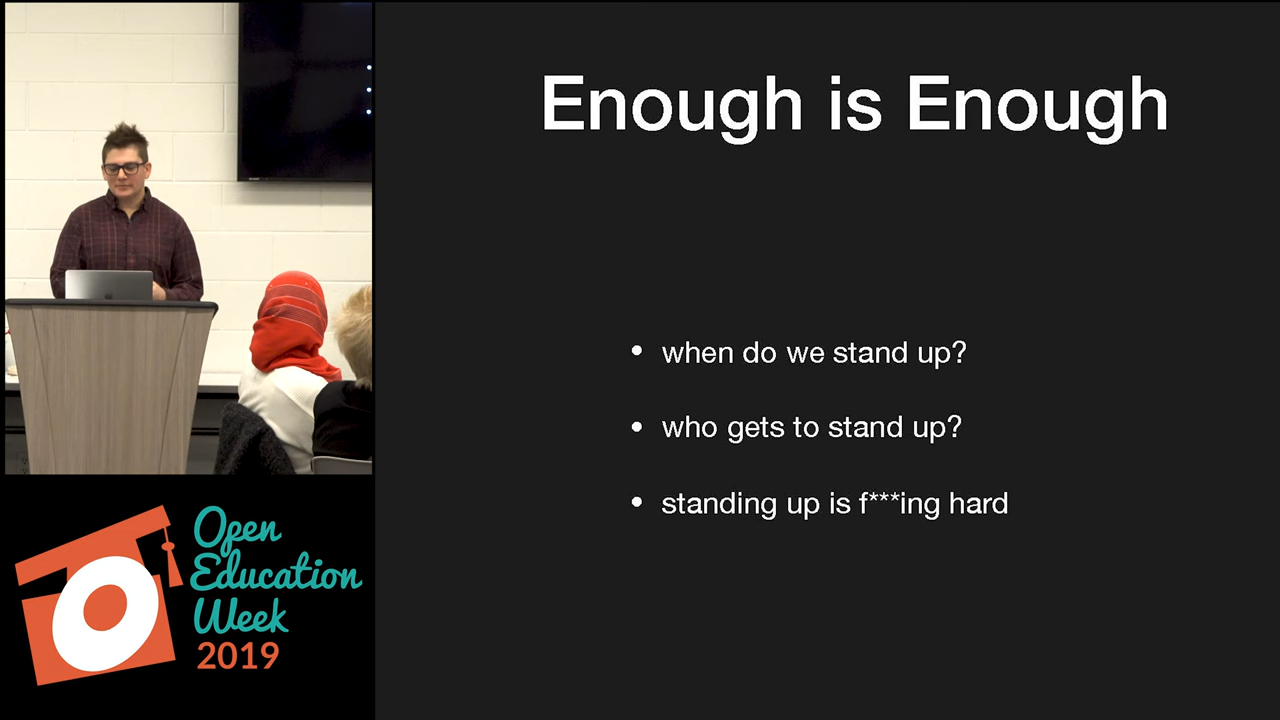 Enough is Enough
• when do we stand up?
• who gets to stand up?
• standing up is f***ing hard
Open
Education
Week
2019